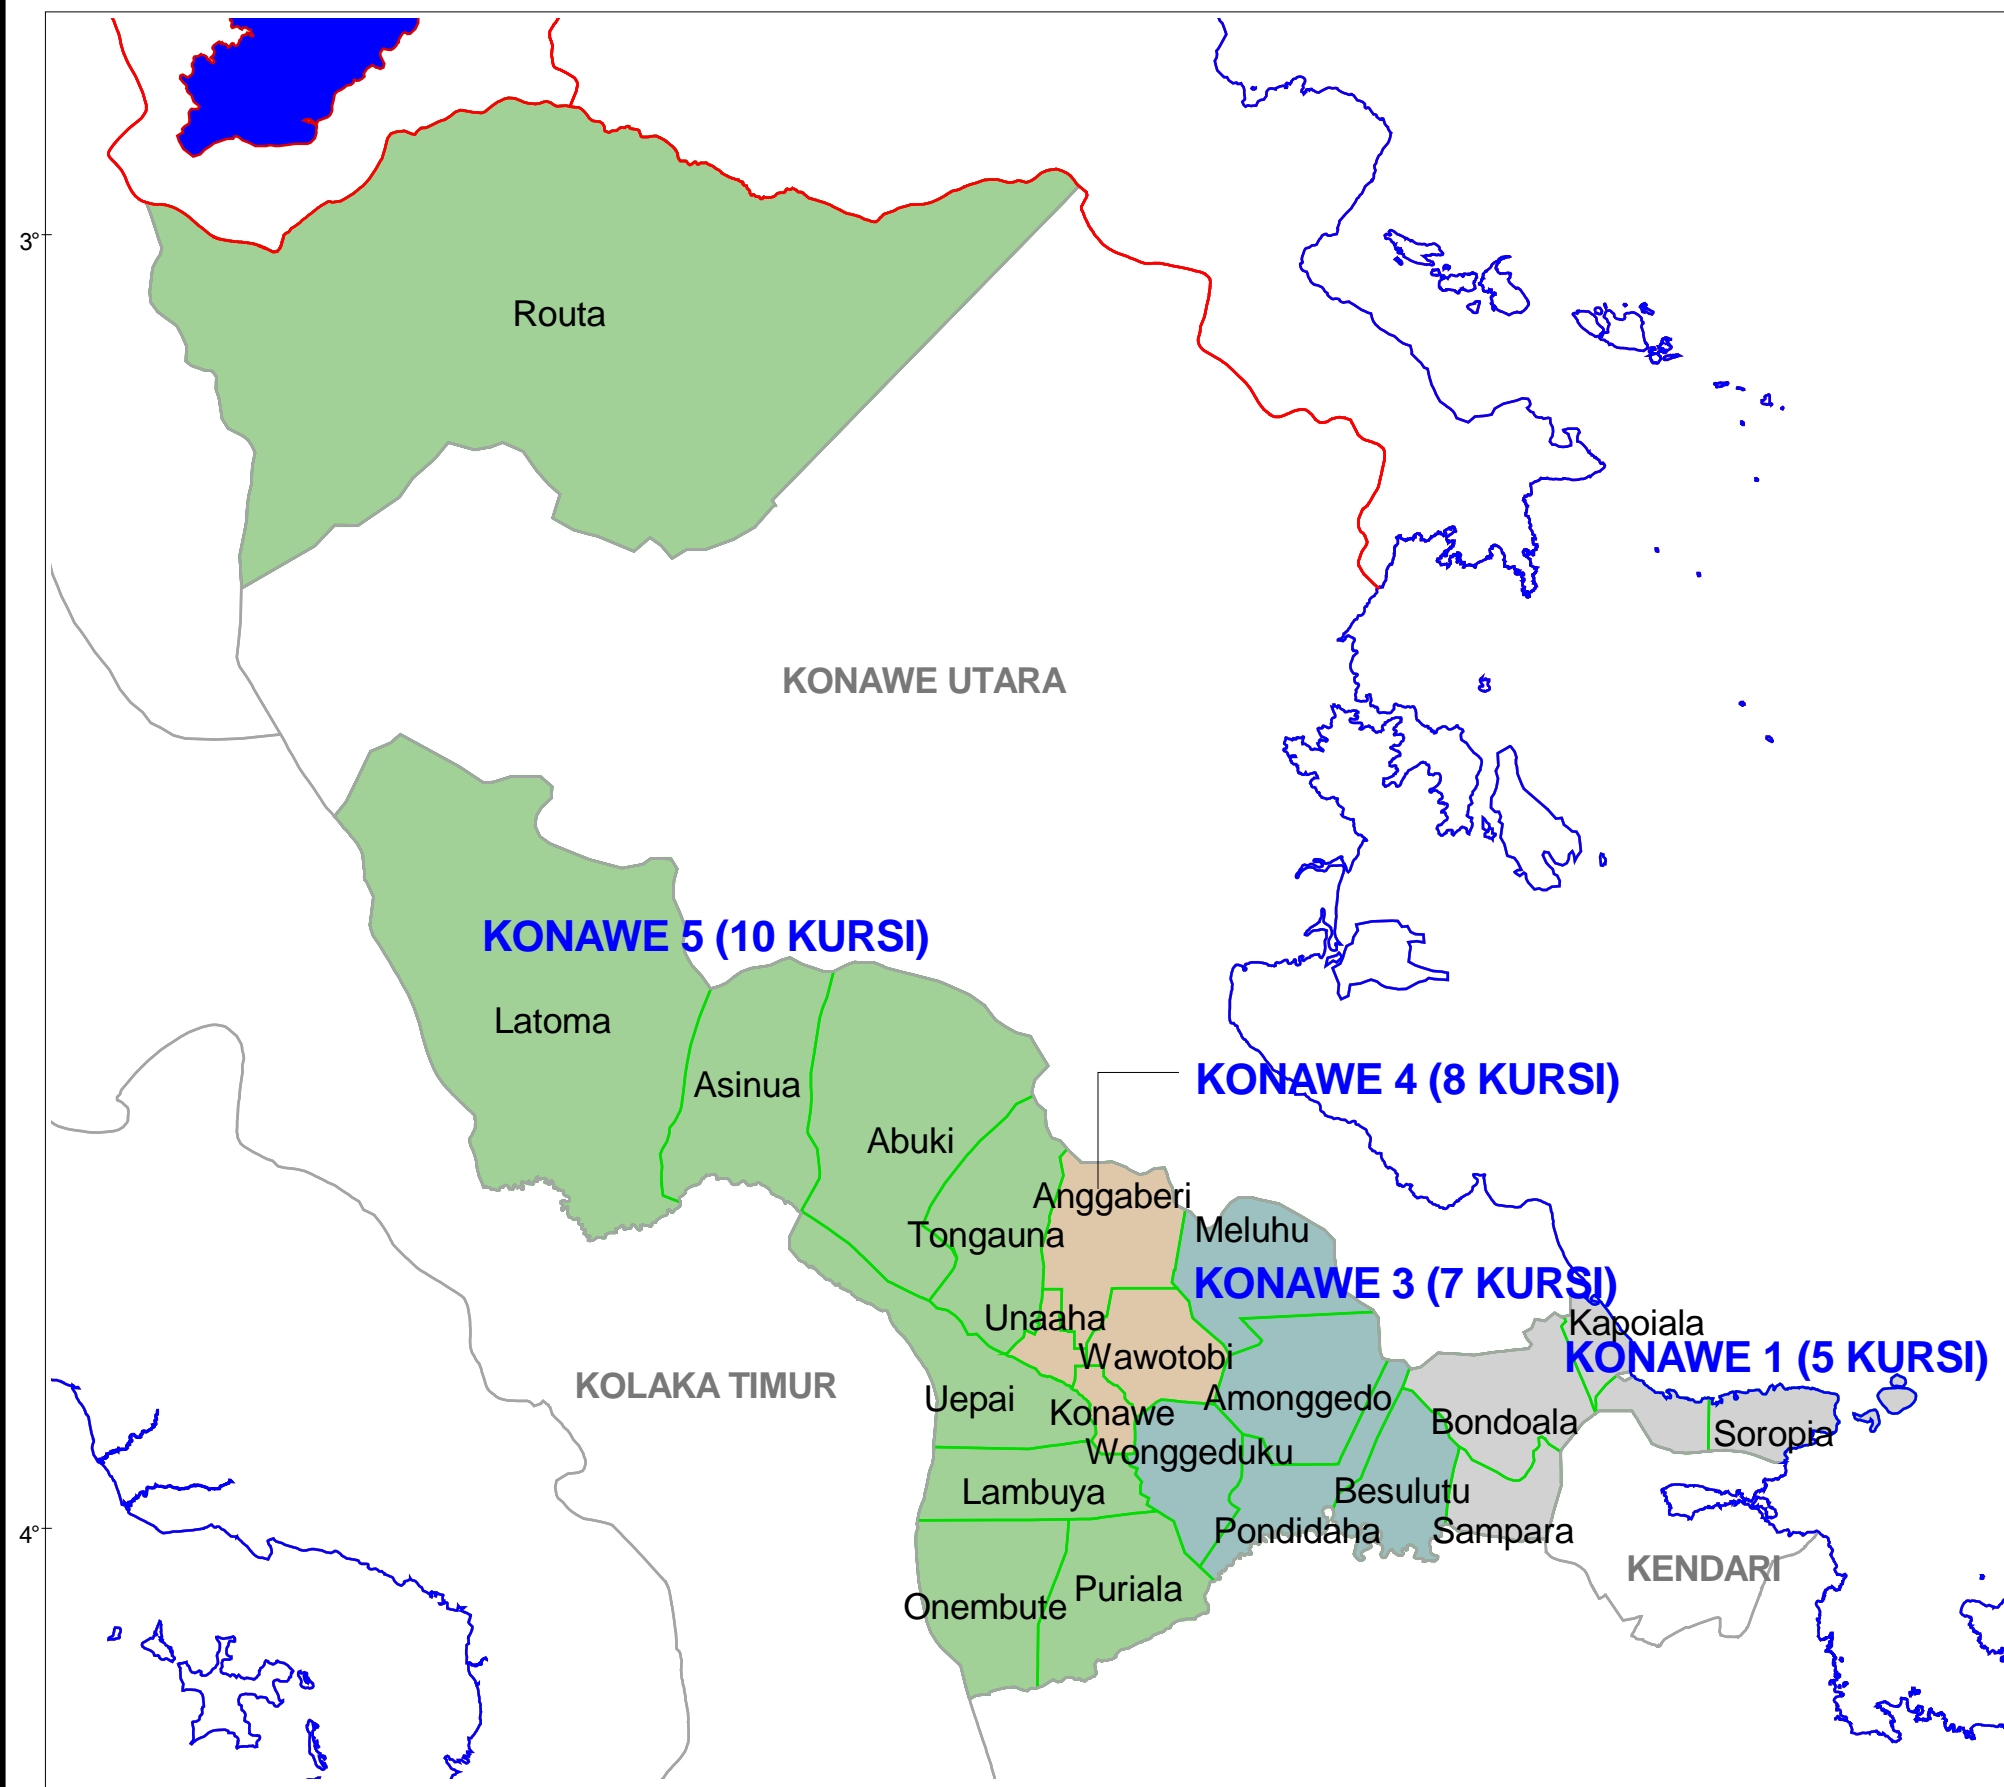 3°
Routa
KONAWE UTARA
KONAWE 5 (10 KURSI)
Latoma
Asinua
KONAWE 4 (8 KURSI)
Abuki
Anggaberi
Tongauna
Meluhu
KONAWE 3 (7 KURSI)
Unaaha
Kapoiala
Wawotobi
KONAWE 1 (5 KURSI)
KOLAKA TIMUR
Uepai
Amonggedo
Konawe
Bondoala
Soropia
Wonggeduku
Lambuya
Besulutu
4°
Pondidaha
Sampara
KENDARI
Puriala
Onembute